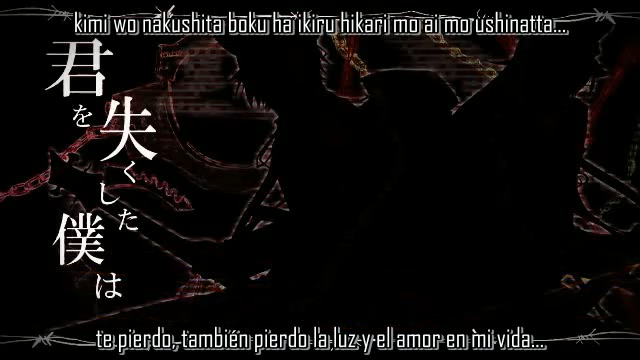 kimi wo nakushita boku ha ikiru hikari mo ai mo ushinatta...
君を
失くした
僕は
te pierdo, también pierdo la luz y el amor en mi vida...